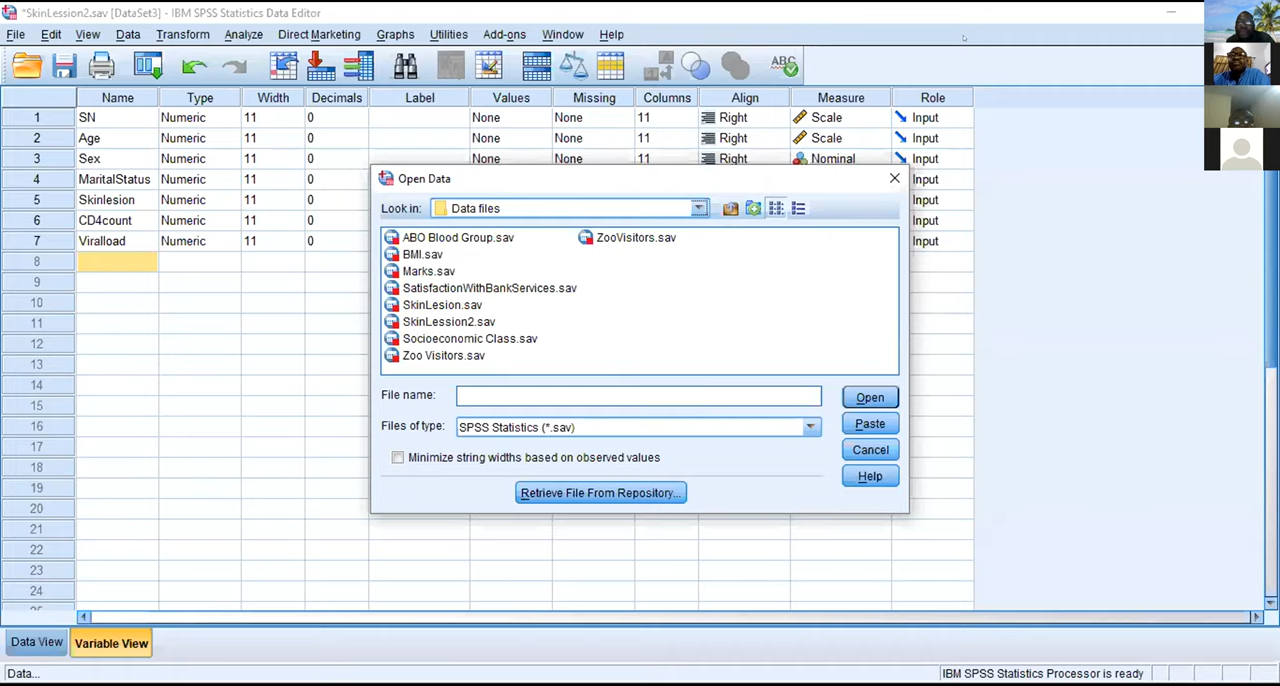 *SkinLession2.sav [DataSet3] - IBM SPSS Statistics Data Editor
File Edit View Data Transform Analyze Direct Marketing Graphs Utilities Add-ons Window Help
ABC
Name Type Width Decimals Label Values Missing Columns Align Measure Role
1 SN Numeric 11 0 None None 11 Right Scale Input
2 Age Numeric 11 0 None None 11 Right Scale Input
3 Sex Numeric 11 0 None None 11 Right Nominal Input
4 MaritalStatus Numeric 11 0 Input
5 Skinlesion Numeric 11 0 Input
6 CD4count Numeric 11 0 Input
7 Viralload Numeric 11 0 Input
8
9
10
11
12
13
14
15
16
17
18
19
20
21
22
23
24
Open Data
Look in: Data files
ABO Blood Group.sav
BMI.sav
Marks.sav
SatisfactionWithBankServices.sav
SkinLesion.sav
SkinLession2.sav
Socioeconomic Class.sav
Zoo Visitors.sav
ZooVisitors.sav
File name: Open
Files of type: SPSS Statistics (*.sav) Paste
Cancel
Minimize string widths based on observed values
Help
Retrieve File From Repository...
Data View Variable View
Data... IBM SPSS Statistics Processor is ready